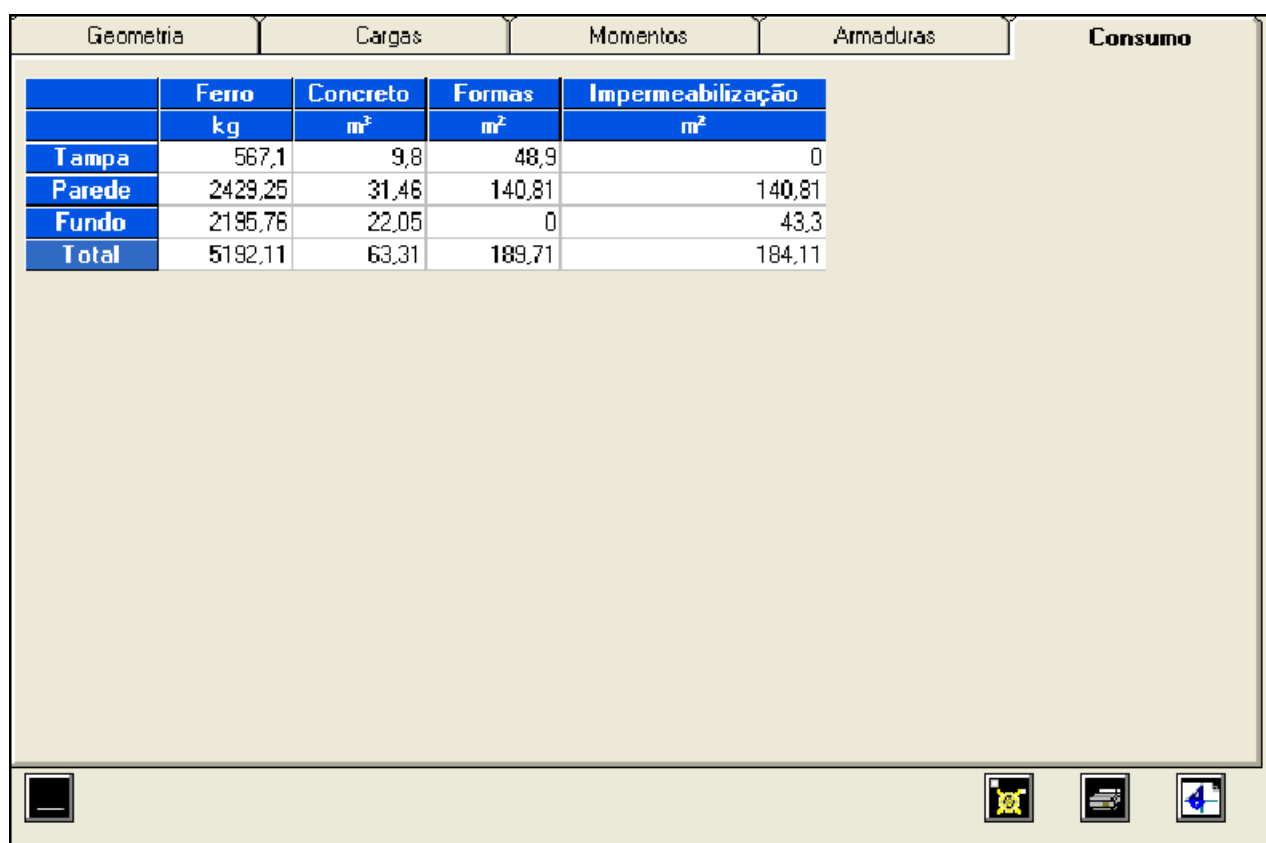 Geometria Cargas Momentos Armaduras Consumo
Ferro Concreto Formas Impermeabilização
kg m³ m² m²
Tampa 567,1 9,8 48,9 0
Parede 2429,25 31,46 140,81 140,81
Fundo 2195,76 22,05 0 43,3
Total 5192,11 63,31 189,71 184,11